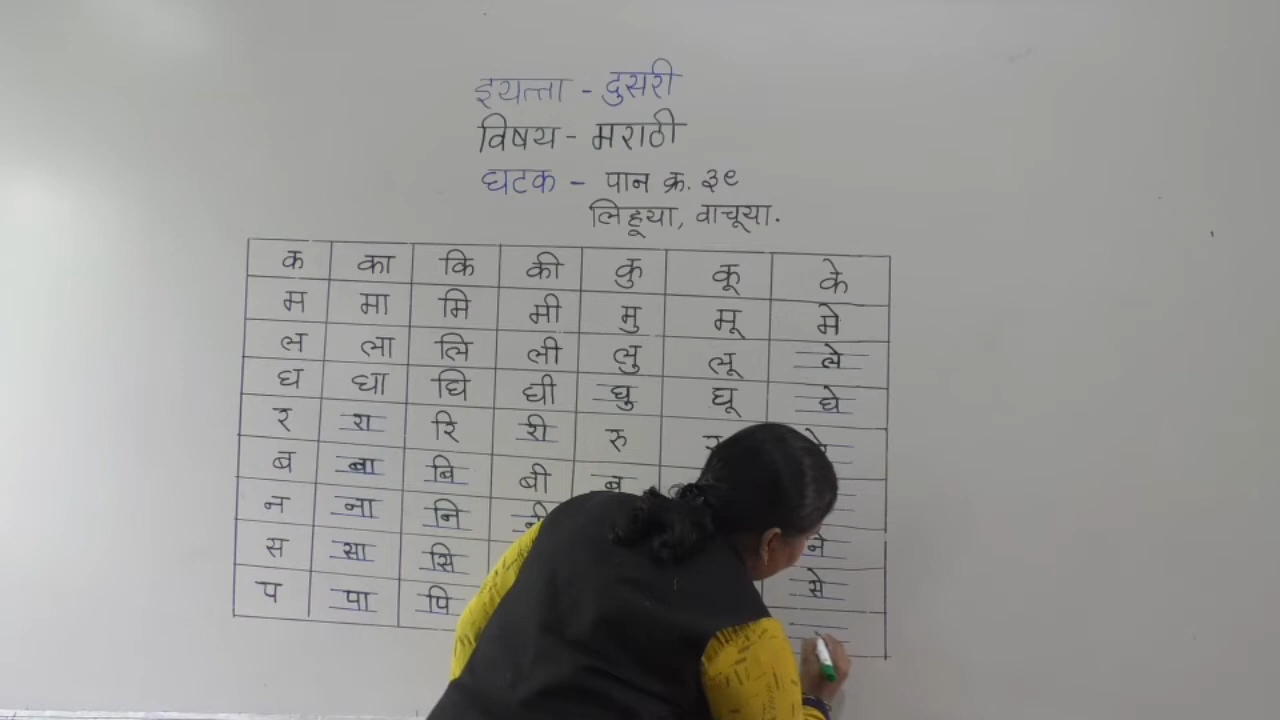 इयत्ता - दुसरी
विषय - मराठी
घटक - पान क्र. ३९
लिहूया, वाचूया.
क का कि की कु कू के
म मा मि मी मु मू मे
ल ला लि ली लु लू ले
घ घा घि घी घु घू घे
र रा रि री रु
ब बा बि बी
न ना नि नी ने
स सा सि से
प पा पि